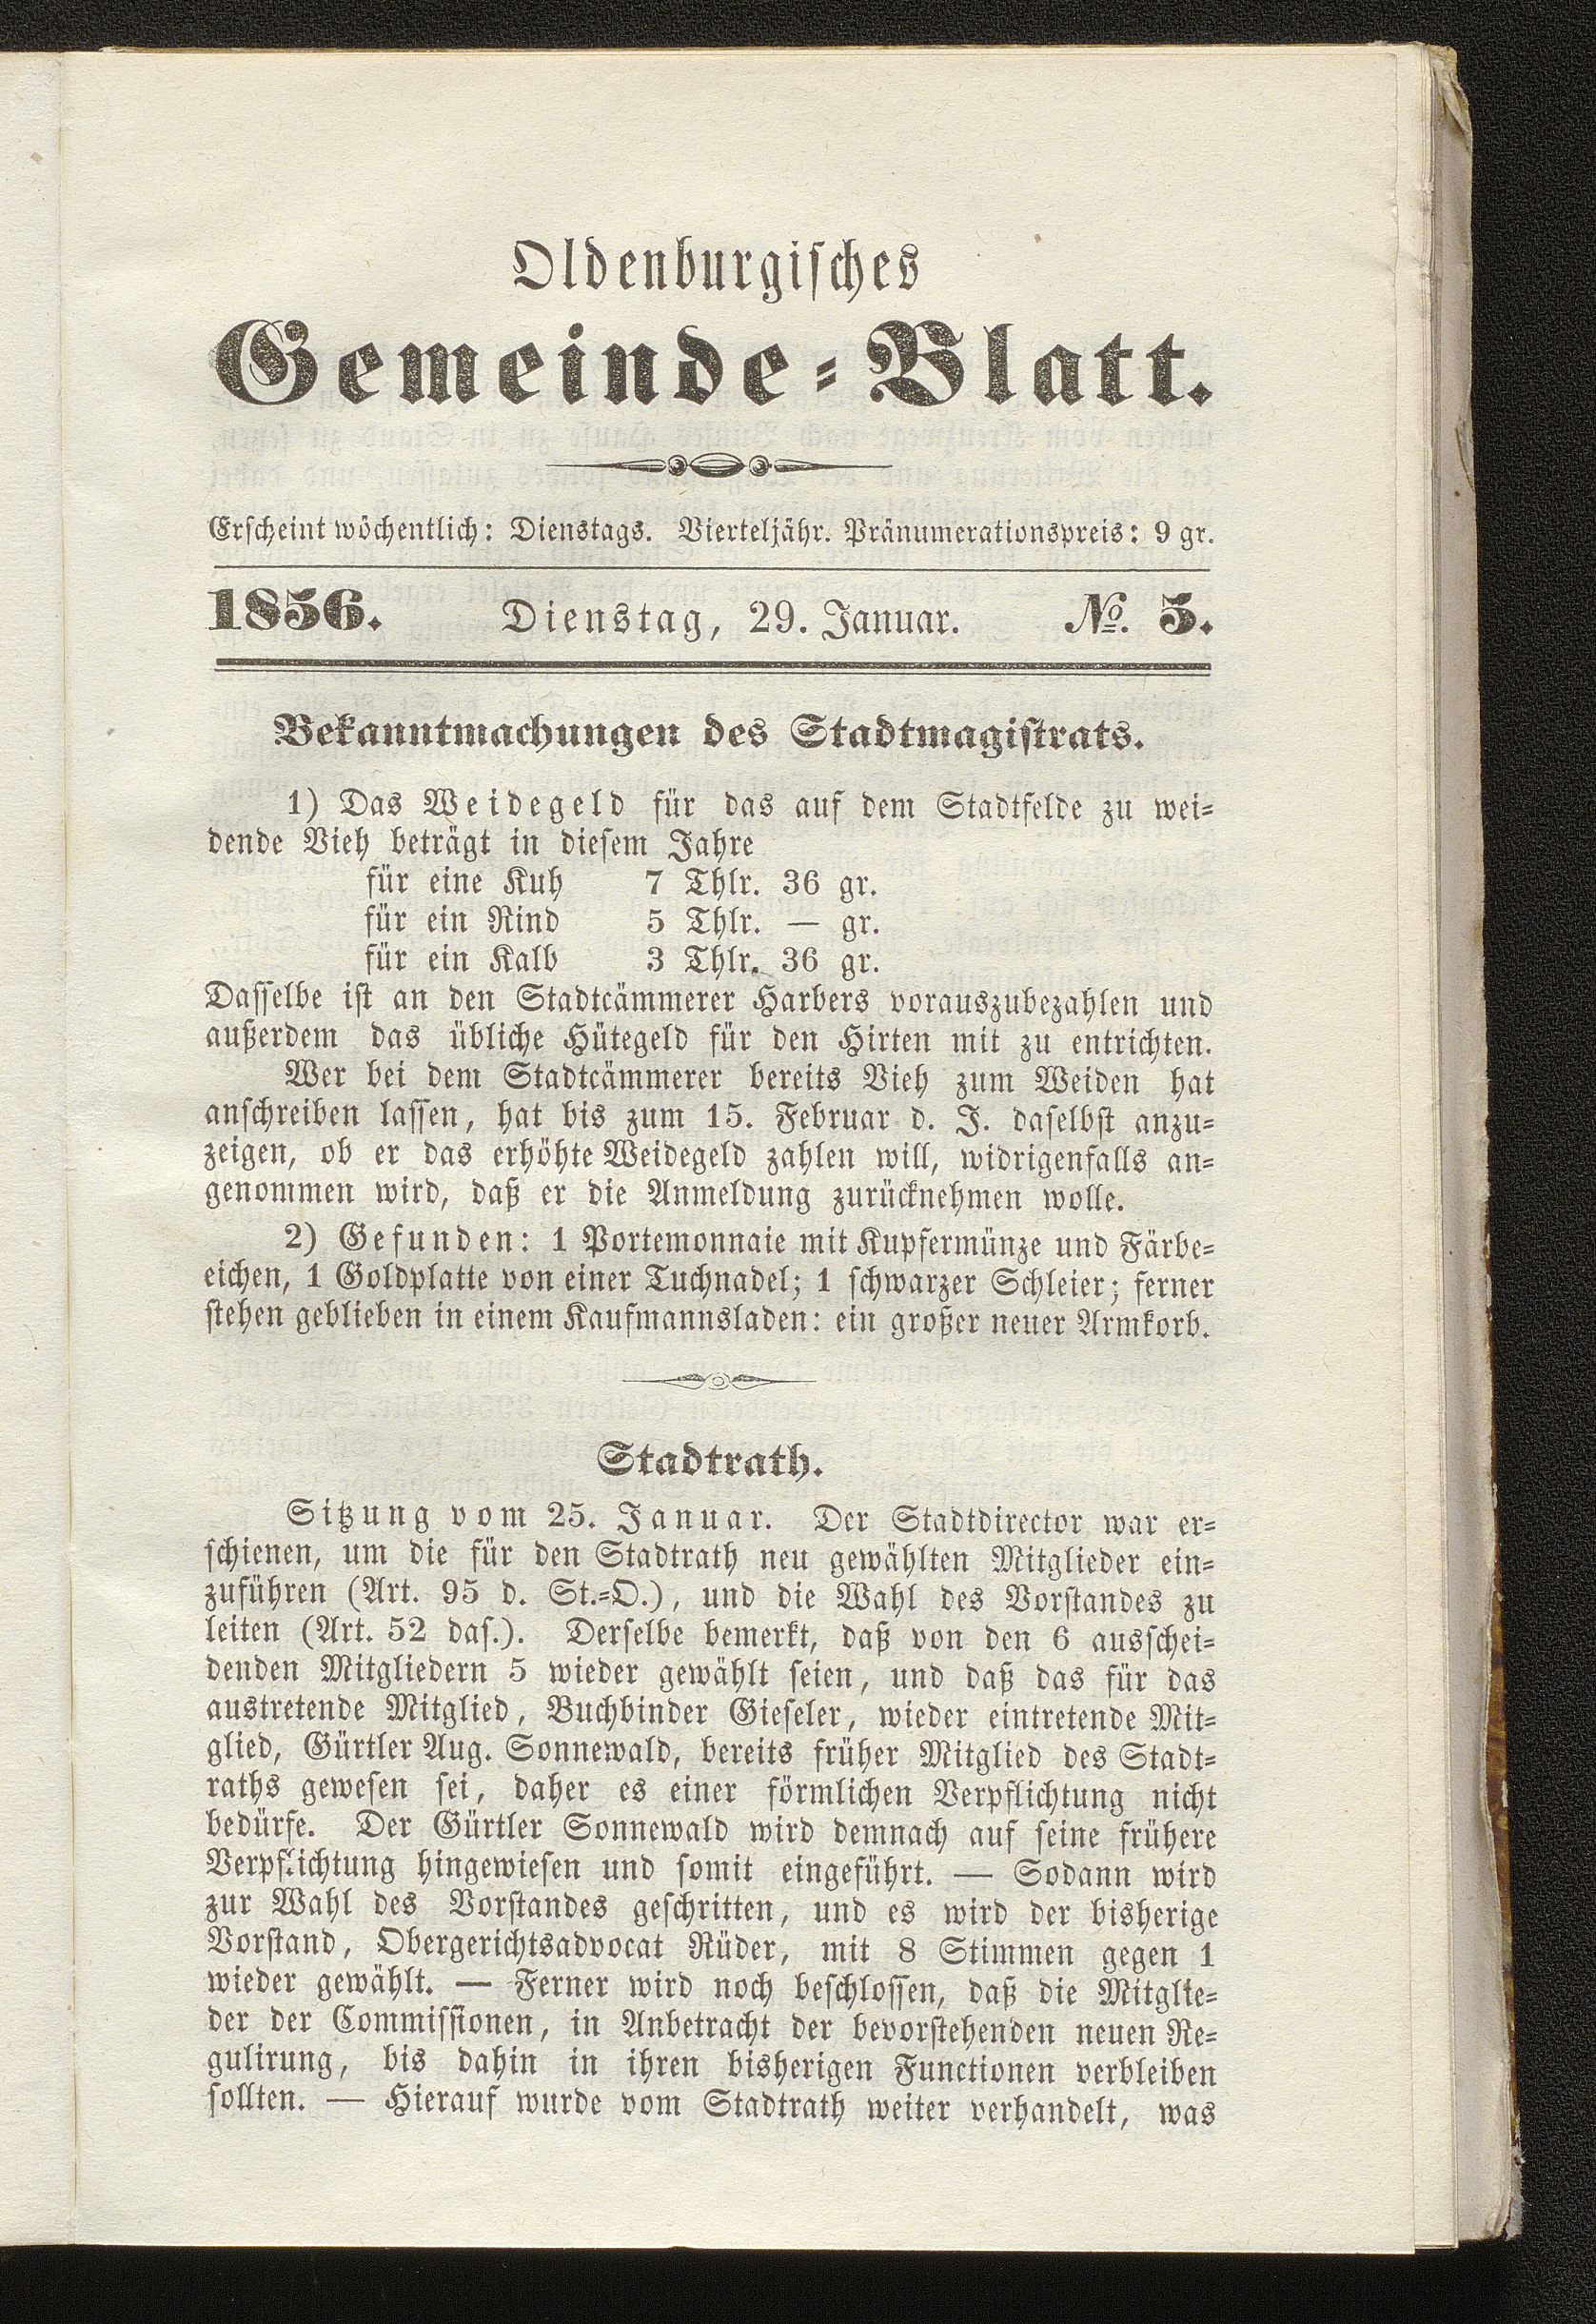 Oldenburgisches
Gemeinde-Blatt.
Erscheint wöchentlich: Dienstags. Vierteljähr. Pränumerationspreis: 9 gr.
1856. Dienstag, 29. Januar. No. 5.
Bekanntmachungen des Stadtmagistrats.
1) Das Weidegeld für das auf dem Stadtfelde zu wei-
dende Vieh beträgt in diesem Jahre
für eine Kuh 7 Thlr. 36 gr.
für ein Rind 5 Thlr. — gr.
für ein Kalb 3 Thlr. 36 gr.
Dasselbe ist an den Stadtcämmerer Harbers vorauszubezahlen und
außerdem das übliche Hütegeld für den Hirten mit zu entrichten.
Wer bei dem Stadtcämmerer bereits Vieh zum Weiden hat
anschreiben lassen, hat bis zum 15. Februar d. J. daselbst anzu-
zeigen, ob er das erhöhte Weidegeld zahlen will, widrigenfalls an-
genommen wird, daß er die Anmeldung zurücknehmen wolle.
2) Gefunden: 1 Portemonnaie mit Kupfermünze und Färbe-
eichen, 1 Goldplatte von einer Tuchnadel; 1 schwarzer Schleier; ferner
stehen geblieben in einem Kaufmannsladen: ein großer neuer Armkorb.
Stadtrath.
Sitzung vom 25. Januar. Der Stadtdirector war er-
schienen, um die für den Stadtrath neu gewählten Mitglieder ein-
zuführen (Art. 95 d. St.-O.), und die Wahl des Vorstandes zu
leiten (Art. 52 das.). Derselbe bemerkt, daß von den 6 ausschei-
denden Mitgliedern 5 wieder gewählt seien, und daß das für das
austretende Mitglied, Buchbinder Gieseler, wieder eintretende Mit-
glied, Gürtler Aug. Sonnewald, bereits früher Mitglied des Stadt-
raths gewesen sei, daher es einer förmlichen Verpflichtung nicht
bedürfe. Der Gürtler Sonnewald wird demnach auf seine frühere
Verpflichtung hingewiesen und somit eingeführt. — Sodann wird
zur Wahl des Vorstandes geschritten, und es wird der bisherige
Vorstand, Obergerichtsadvocat Rüder, mit 8 Stimmen gegen 1
wieder gewählt. — Ferner wird noch beschlossen, daß die Mitglie-
der der Commissionen, in Anbetracht der bevorstehenden neuen Re-
gulirung, bis dahin in ihren bisherigen Functionen verbleiben
sollten. — Hierauf wurde vom Stadtrath weiter verhandelt, was